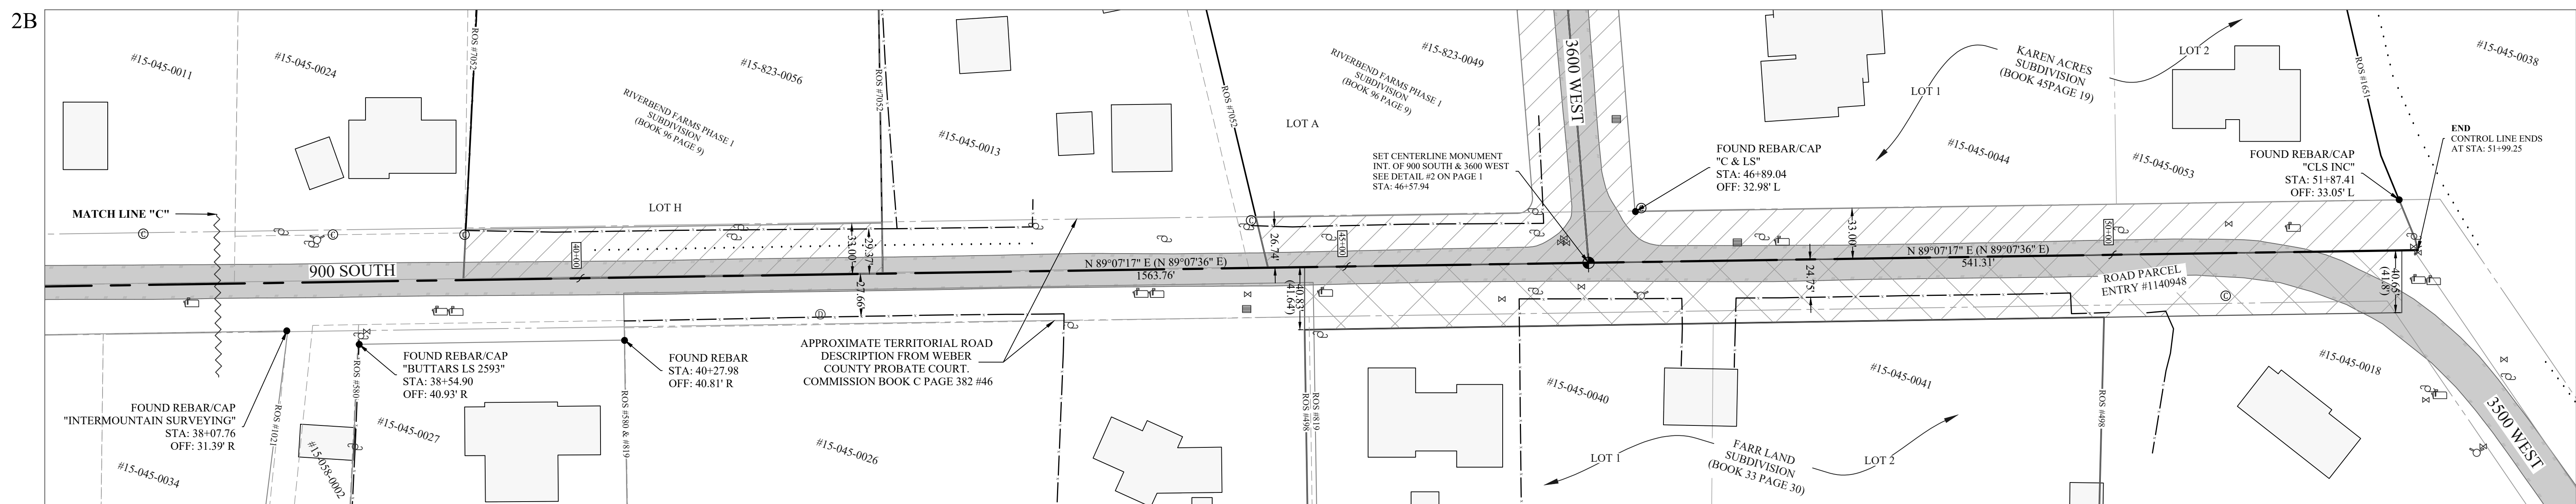 2B
#15-045-0011
#15-045-0024
ROS #7052
#15-823-0056
RIVERBEND FARMS PHASE 1
SUBDIVISION
(BOOK 96 PAGE 9)
LOT H
ROS #7052
#15-045-0013
ROS #7052
#15-823-0049
RIVERBEND FARMS PHASE 1
SUBDIVISION
(BOOK 96 PAGE 9)
LOT A
3600 WEST
SET CENTERLINE MONUMENT
INT. OF 900 SOUTH & 3600 WEST
SEE DETAIL #2 ON PAGE 1
STA: 46+57.94
FOUND REBAR/CAP
"C & LS"
STA: 46+89.04
OFF: 32.98' L
KAREN ACRES
SUBDIVISION
(BOOK 45PAGE 19)
LOT 1
LOT 2
#15-045-0044
#15-045-0053
FOUND REBAR/CAP
"CLS INC"
STA: 51+87.41
OFF: 33.05' L
ROS #1651
#15-045-0038
END
CONTROL LINE ENDS
AT STA: 51+99.25
MATCH LINE "C"
C
C
C
C
C
C
D
900 SOUTH
40+00
33.00'
29.37'
27.66'
N 89°07'17" E (N 89°07'36" E)
1563.76'
26.74'
45+00
40.83'
(41.64')
33.00'
24.75'
N 89°07'17" E (N 89°07'36" E)
541.31'
50+00
ROAD PARCEL
ENTRY #1140948
40.65'
(41.8')
FOUND REBAR/CAP
"INTERMOUNTAIN SURVEYING"
STA: 38+07.76
OFF: 31.39' R
#15-045-0034
ROS #1021
#15-058-0002
ROS #580
FOUND REBAR/CAP
"BUTTARS LS 2593"
STA: 38+54.90
OFF: 40.93' R
#15-045-0027
ROS #580 & #819
FOUND REBAR
STA: 40+27.98
OFF: 40.81' R
APPROXIMATE TERRITORIAL ROAD
DESCRIPTION FROM WEBER
COUNTY PROBATE COURT.
COMMISSION BOOK C PAGE 382 #46
#15-045-0026
ROS #498
ROS #819
#15-045-0040
LOT 1
FARR LAND
SUBDIVISION
(BOOK 33 PAGE 30)
LOT 2
#15-045-0041
ROS #498
#15-045-0018
3500 WEST